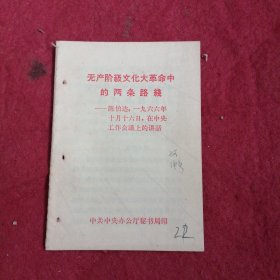 无产阶级文化大革命中
的两条路线
——陈伯达，一九六六年
十月十六日，在中央
工作会议上的讲话
中共中央办公厅秘书局印